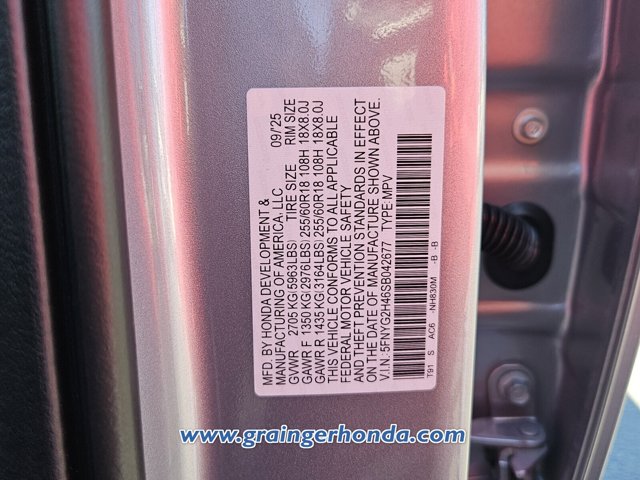 MFD. BY HONDA DEVELOPMENT &
MANUFACTURING OF AMERICA, LLC 09/'25
GVWR 2705 KG(5963LBS) TIRE SIZE RIM SIZE
GAWR F 1350 KG(2976LBS) 255/60R18 108H 18X8.0J
GAWR R 1435 KG(3164LBS) 255/60R18 108H 18X8.0J
THIS VEHICLE CONFORMS TO ALL APPLICABLE
FEDERAL MOTOR VEHICLE SAFETY
AND THEFT PREVENTION STANDARDS IN EFFECT
ON THE DATE OF MANUFACTURE SHOWN ABOVE.
V.I.N.: 5FNYG2H46SB042677 TYPE: MPV
T91 S AC6 -NH830M -B -B
www.graingerhonda.com